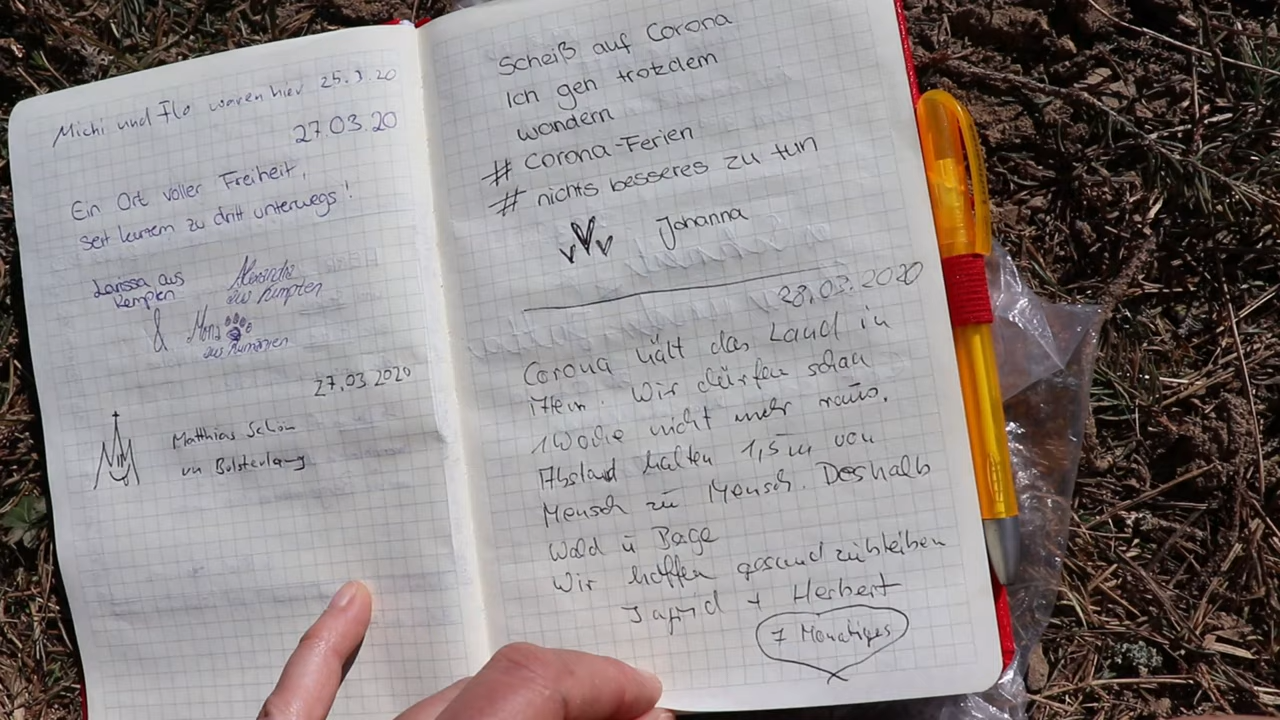 Michi und Flo waren hier 25.3.20
27.03.20
Ein Ort voller Freiheit,
seit kurzem zu dritt unterwegs!
Larissa aus
Kempten
Alexandra
aus Kempten
& Mona
aus Rumänien
27.03.2020
Matthias Schön
un Bolsterlang
Scheiß auf Corona
Ich gen trotzdem
wandern
# Corona-Ferien
# nichts besseres zu tun
Johanna
28.03.2020
Corona hält das Land in
Atem. Wir dürfen schon
1 Woche nicht mehr raus.
Abstand halten 1,5 m von
Mensch zu Mensch. Deshalb
Wald u Berge
Wir hoffen gesund zu bleiben
+ Herbert
7 Monatiges